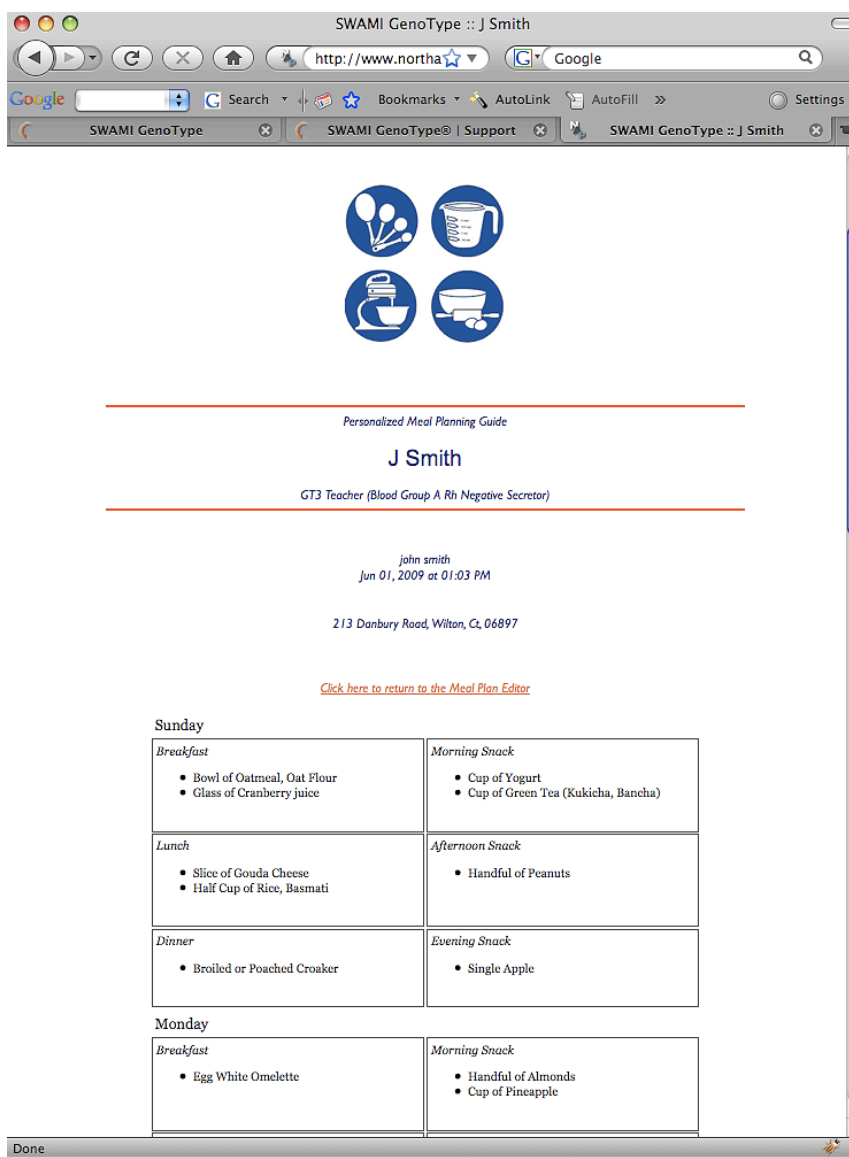 SWAMI GenoType :: J Smith
http://www.northa
G
Google
Google
G Search
Bookmarks
AutoLink
AutoFill
»
Settings
SWAMI GenoType
SWAMI GenoType® | Support
SWAMI GenoType :: J Smith
Personalized Meal Planning Guide
J Smith
GT3 Teacher (Blood Group A Rh Negative Secretor)
john smith
Jun 01, 2009 at 01:03 PM
213 Danbury Road, Wilton, Ct, 06897
Click here to return to the Meal Plan Editor
Sunday
Breakfast
• Bowl of Oatmeal, Oat Flour
• Glass of Cranberry juice
Morning Snack
• Cup of Yogurt
• Cup of Green Tea (Kukicha, Bancha)
Lunch
• Slice of Gouda Cheese
• Half Cup of Rice, Basmati
Afternoon Snack
• Handful of Peanuts
Dinner
• Broiled or Poached Croaker
Evening Snack
• Single Apple
Monday
Breakfast
• Egg White Omelette
Morning Snack
• Handful of Almonds
• Cup of Pineapple
Done